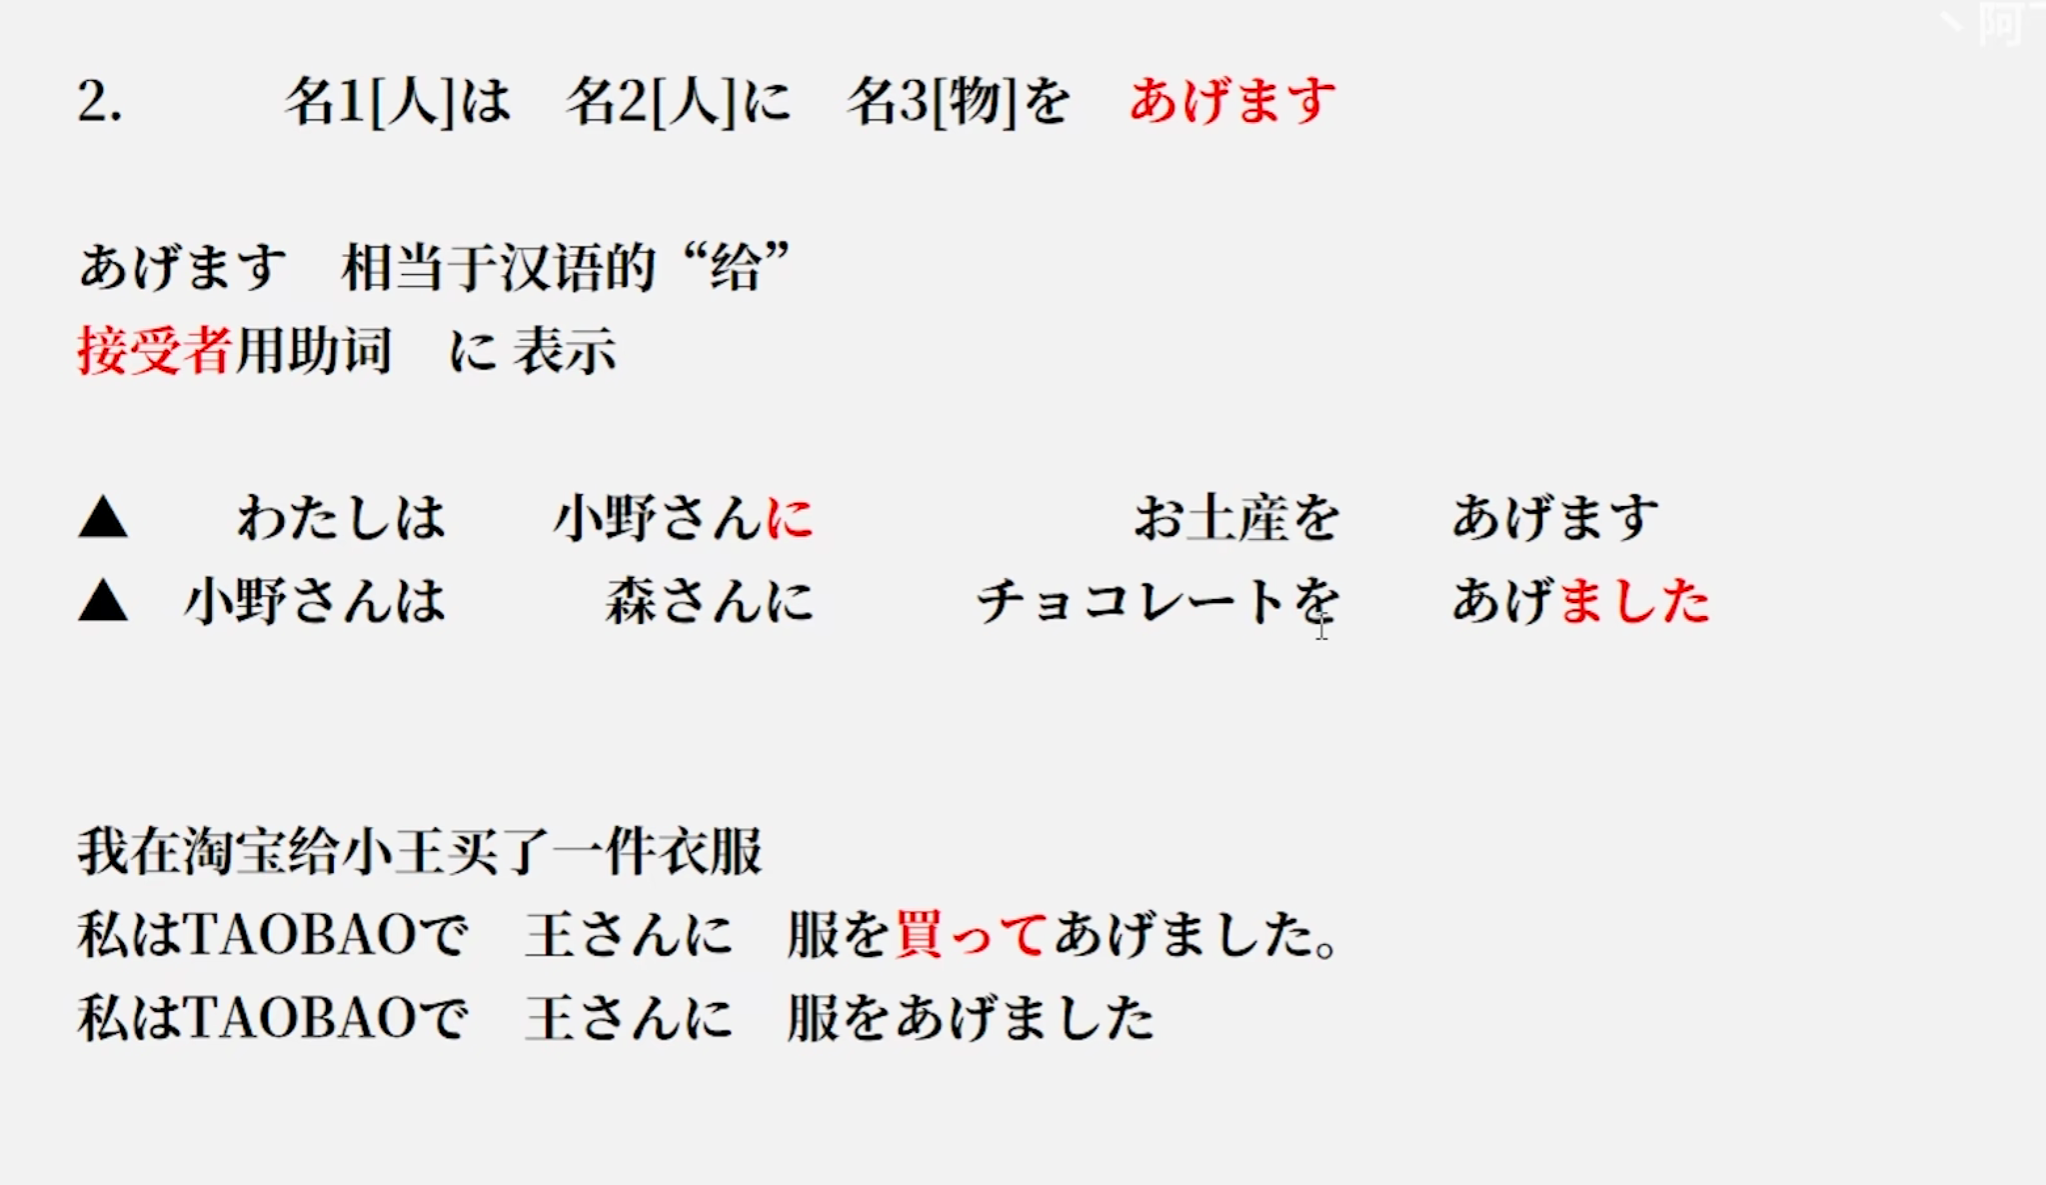 丶阿
2. 名1[人]は 名2[人]に 名3[物]を あげます
あげます 相当于汉语的“给”
接受者用助词 に 表示
▲ わたしは 小野さんに お土産を あげます
▲ 小野さんは 森さんに チョコレートを あげました
我在淘宝给小王买了一件衣服
私はTAOBAOで 王さんに 服を買ってあげました。
私はTAOBAOで 王さんに 服をあげました